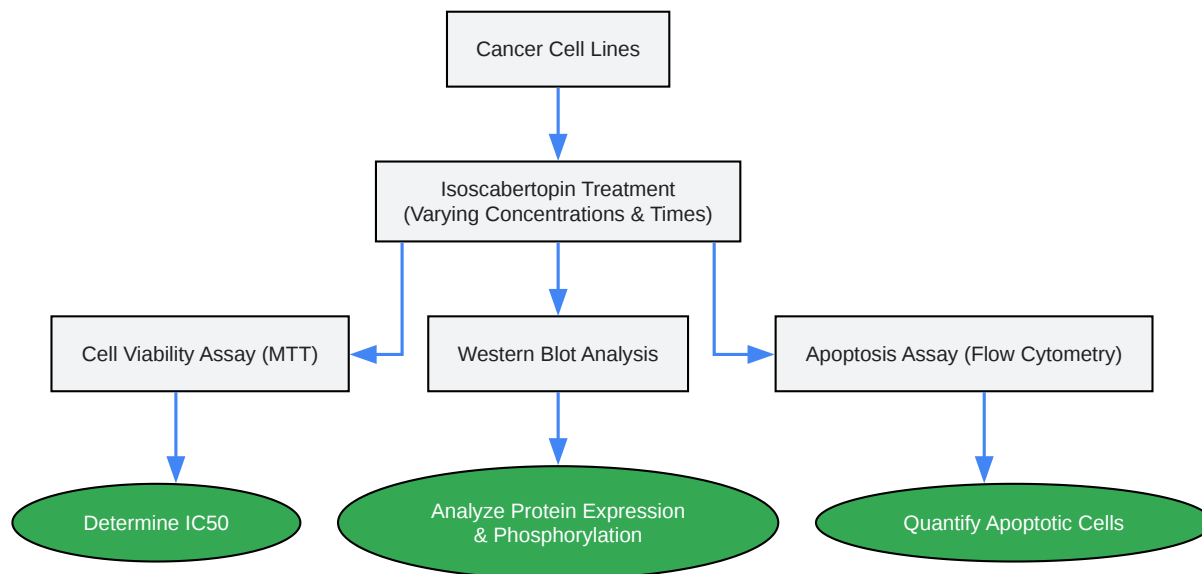 Cancer Cell Lines
Isoscabertopin Treatment
(Varying Concentrations & Times)
Cell Viability Assay (MTT)
Western Blot Analysis
Apoptosis Assay (Flow Cytometry)
Determine IC50
Analyze Protein Expression
& Phosphorylation
Quantify Apoptotic Cells